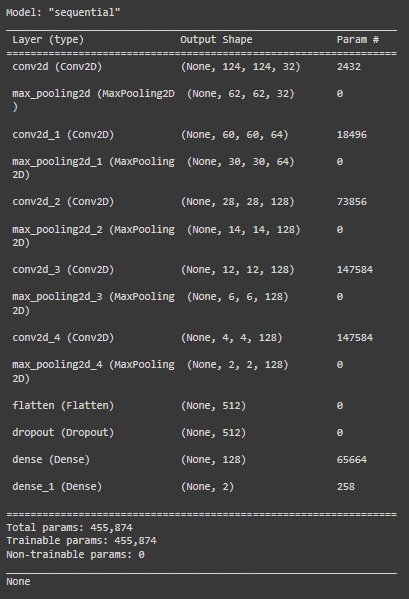 Model: "sequential"
_________________________________________________________________
Layer (type) Output Shape Param #
=================================================================
conv2d (Conv2D) (None, 124, 124, 32) 2432
max_pooling2d (MaxPooling2D (None, 62, 62, 32) 0
)
conv2d_1 (Conv2D) (None, 60, 60, 64) 18496
max_pooling2d_1 (MaxPooling (None, 30, 30, 64) 0
2D)
conv2d_2 (Conv2D) (None, 28, 28, 128) 73856
max_pooling2d_2 (MaxPooling (None, 14, 14, 128) 0
2D)
conv2d_3 (Conv2D) (None, 12, 12, 128) 147584
max_pooling2d_3 (MaxPooling (None, 6, 6, 128) 0
2D)
conv2d_4 (Conv2D) (None, 4, 4, 128) 147584
max_pooling2d_4 (MaxPooling (None, 2, 2, 128) 0
2D)
flatten (Flatten) (None, 512) 0
dropout (Dropout) (None, 512) 0
dense (Dense) (None, 128) 65664
dense_1 (Dense) (None, 2) 258
=================================================================
Total params: 455,874
Trainable params: 455,874
Non-trainable params: 0
_________________________________________________________________
None